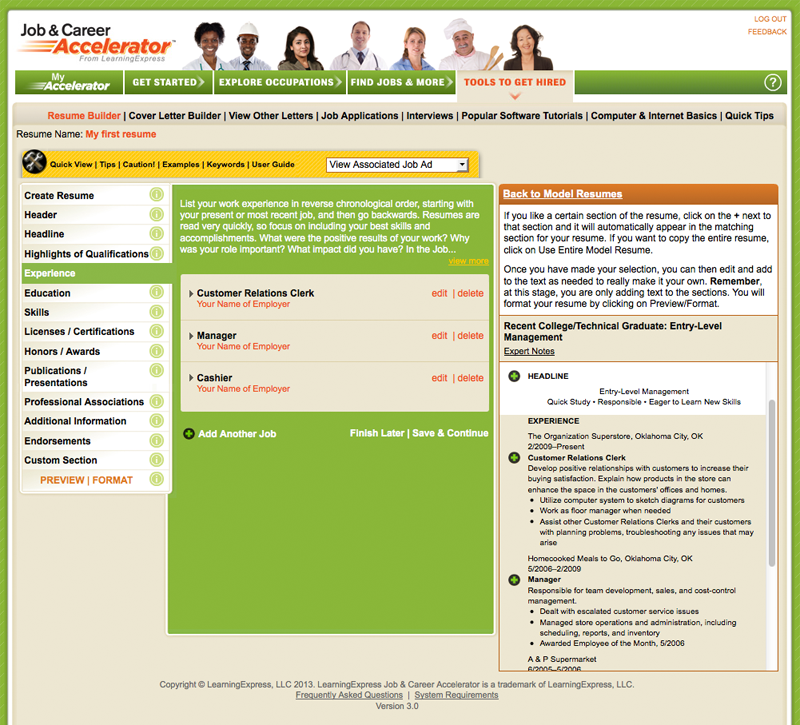 LOG OUT
FEEDBACK
Job & Career
Accelerator™
From LearningExpress
My
Accelerator
GET STARTED
EXPLORE OCCUPATIONS
FIND JOBS & MORE
TOOLS TO GET HIRED
?
Resume Builder | Cover Letter Builder | View Other Letters | Job Applications | Interviews | Popular Software Tutorials | Computer & Internet Basics | Quick Tips
Resume Name: My first resume
Quick View | Tips | Caution! | Examples | Keywords | User Guide
View Associated Job Ad
Create Resume
Header
Headline
Highlights of Qualifications
Experience
Education
Skills
Licenses / Certifications
Honors / Awards
Publications /
Presentations
Professional Associations
Additional Information
Endorsements
Custom Section
PREVIEW | FORMAT
List your work experience in reverse chronological order, starting
with your present or most recent job, and then go backwards. Resumes are
read very quickly, so focus on including your best skills and
accomplishments. What were the positive results of your work? Why
was your role important? What impact did you have? In the Job...
view more
Customer Relations Clerk
edit | delete
Your Name of Employer
Manager
edit | delete
Your Name of Employer
Cashier
edit | delete
Your Name of Employer
Add Another Job
Finish Later | Save & Continue
Back to Model Resumes
If you like a certain section of the resume, click on the + next to
that section and it will automatically appear in the matching
section for your resume. If you want to copy the entire resume,
click on Use Entire Model Resume.
Once you have made your selection, you can then edit and add
to the text as needed to really make it your own. Remember,
at this stage, you are only adding text to the sections. You will
format your resume by clicking on Preview/Format.
Recent College/Technical Graduate: Entry-Level
Management
Expert Notes
HEADLINE
Entry-Level Management
Quick Study • Responsible • Eager to Learn New Skills
EXPERIENCE
The Organization Superstore, Oklahoma City, OK
2/2009–Present
Customer Relations Clerk
Develop positive relationships with customers to increase their
buying satisfaction. Explain how products in the store can
enhance the space in the customers' offices and homes.
• Utilize computer system to sketch diagrams for customers
• Work as floor manager when needed
• Assist other Customer Relations Clerks and their customers
with planning problems, troubleshooting any issues that may
arise
Homecooked Meals to Go, Oklahoma City, OK
5/2006–2/2009
Manager
Responsible for team development, sales, and cost-control
management.
• Dealt with escalated customer service issues
• Managed store operations and administration, including
scheduling, reports, and inventory
• Awarded Employee of the Month, 5/2006
A & P Supermarket
6/2005–5/2006
Copyright © LearningExpress, LLC 2013. LearningExpress Job & Career Accelerator is a trademark of LearningExpress, LLC.
Frequently Asked Questions | System Requirements
Version 3.0